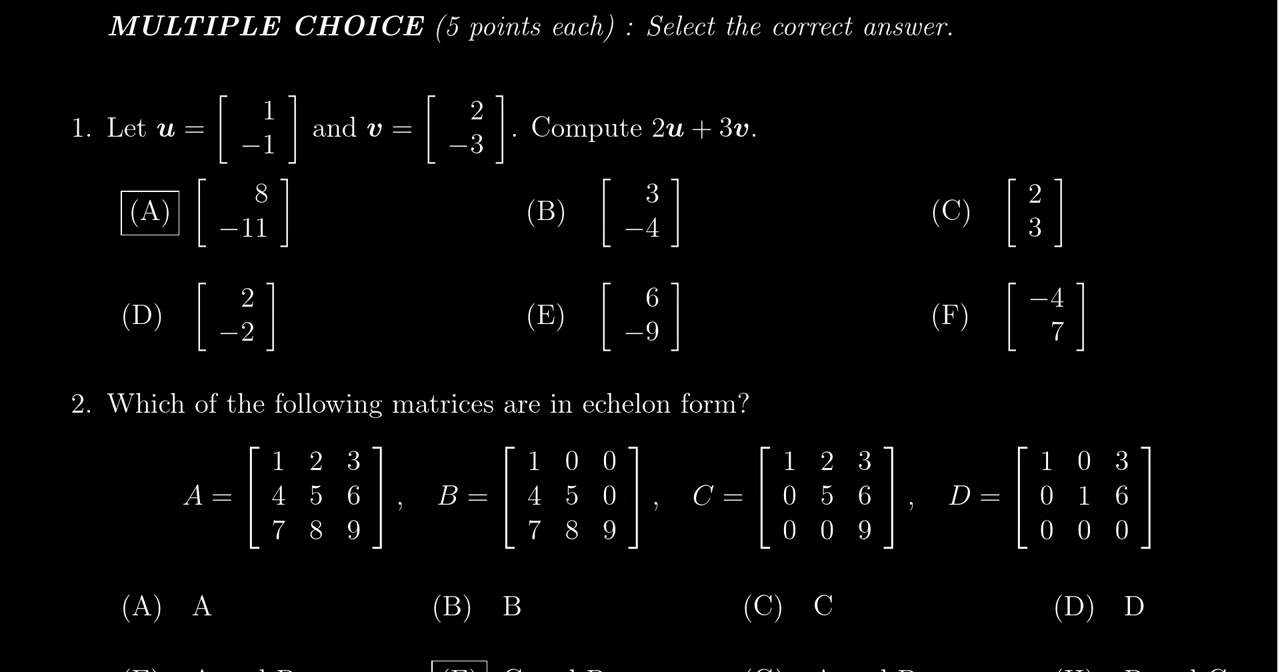 MULTIPLE CHOICE (5 points each) : Select the correct answer.
1. Let u = [ 1 −1 ] and v = [ 2 −3 ]. Compute 2u + 3v.
(A) [ 8 −11 ] (B) [ 3 −4 ] (C) [ 2 3 ]
(D) [ 2 −2 ] (E) [ 6 −9 ] (F) [ −4 7 ]
2. Which of the following matrices are in echelon form?
A = [ 1 2 3 4 5 6 7 8 9 ], B = [ 1 0 0 4 5 0 7 8 9 ], C = [ 1 2 3 0 5 6 0 0 9 ], D = [ 1 0 3 0 1 6 0 0 0 ]
(A) A (B) B (C) C (D) D